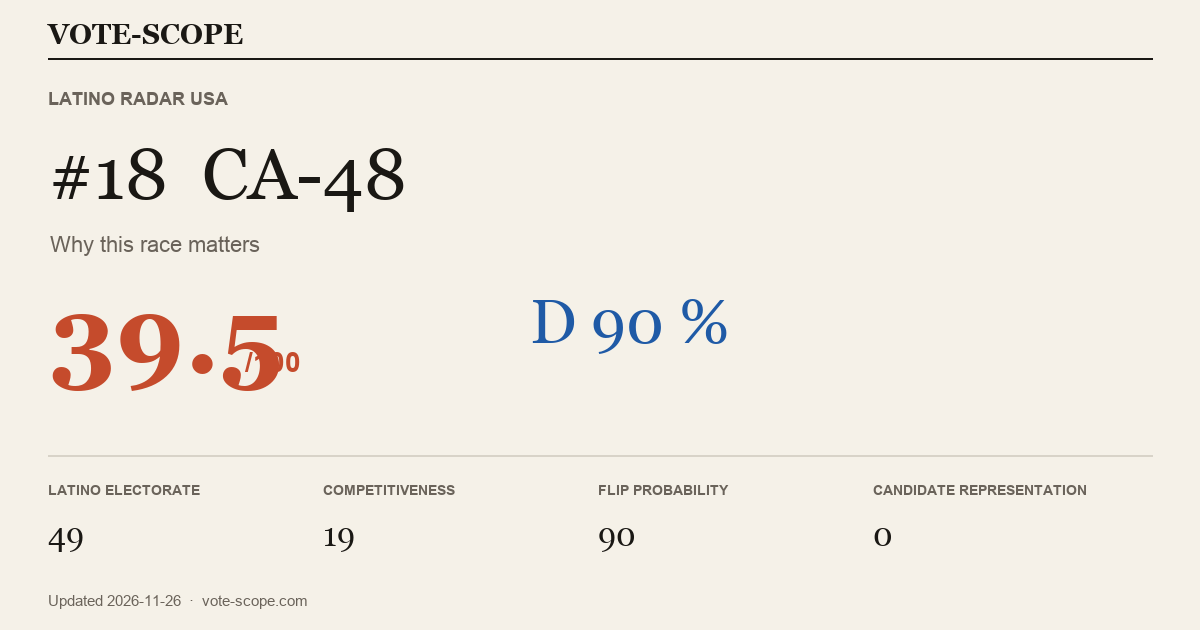 VOTE-SCOPE
LATINO RADAR USA
#18 CA-48
Why this race matters
39.5 /100
D 90 %
LATINO ELECTORATE
COMPETITIVENESS
FLIP PROBABILITY
CANDIDATE REPRESENTATION
49
19
90
0
Updated 2026-11-26 · vote-scope.com